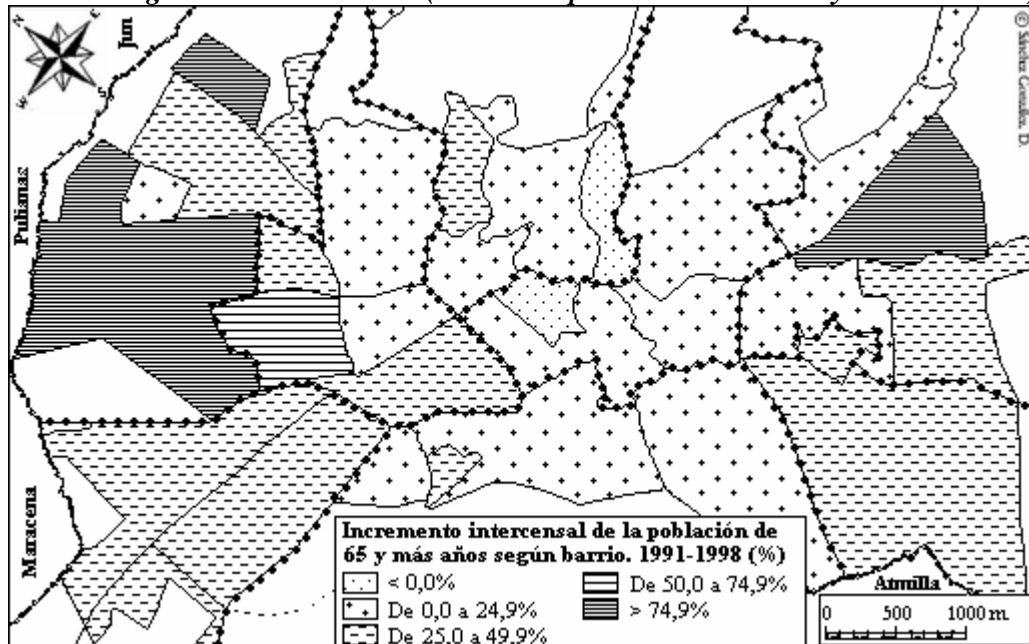 N
E
S
W
Jun
© Sánchez González, D.
Pulianas
Maracena
Incremento intercensal de la población de
65 y más años según barrio. 1991-1998 (%)
< 0,0%
De 0,0 a 24,9%
De 25,0 a 49,9%
De 50,0 a 74,9%
> 74,9%
Atmilla
0 500 1000 m.